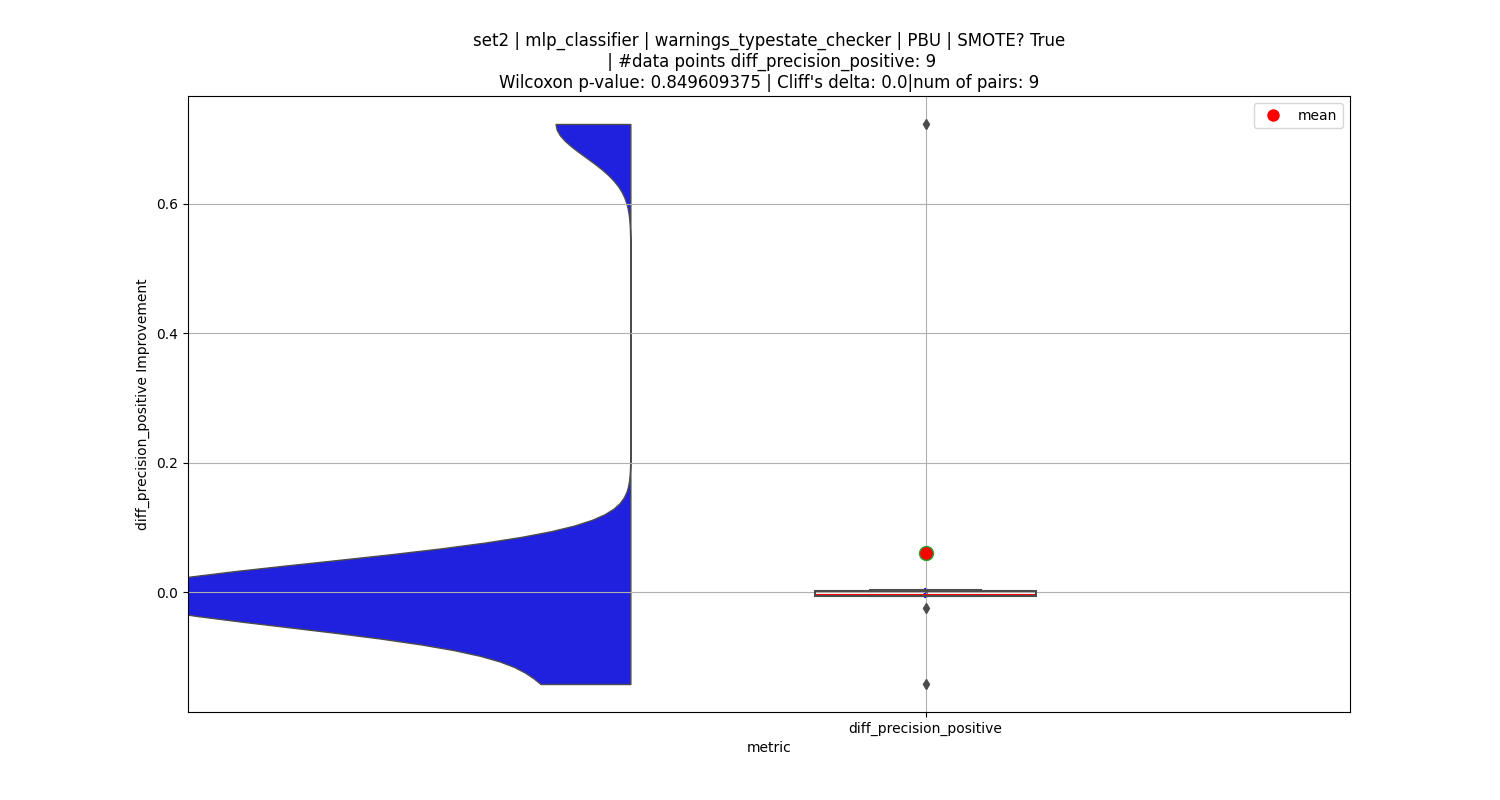 set2 | mlp_classifier | warnings_typestate_checker | PBU | SMOTE? True
| #data points diff_precision_positive: 9
Wilcoxon p-value: 0.849609375 | Cliff's delta: 0.0|num of pairs: 9
mean
0.6
0.4
0.2
0.0
diff_precision_positive Improvement
diff_precision_positive
metric